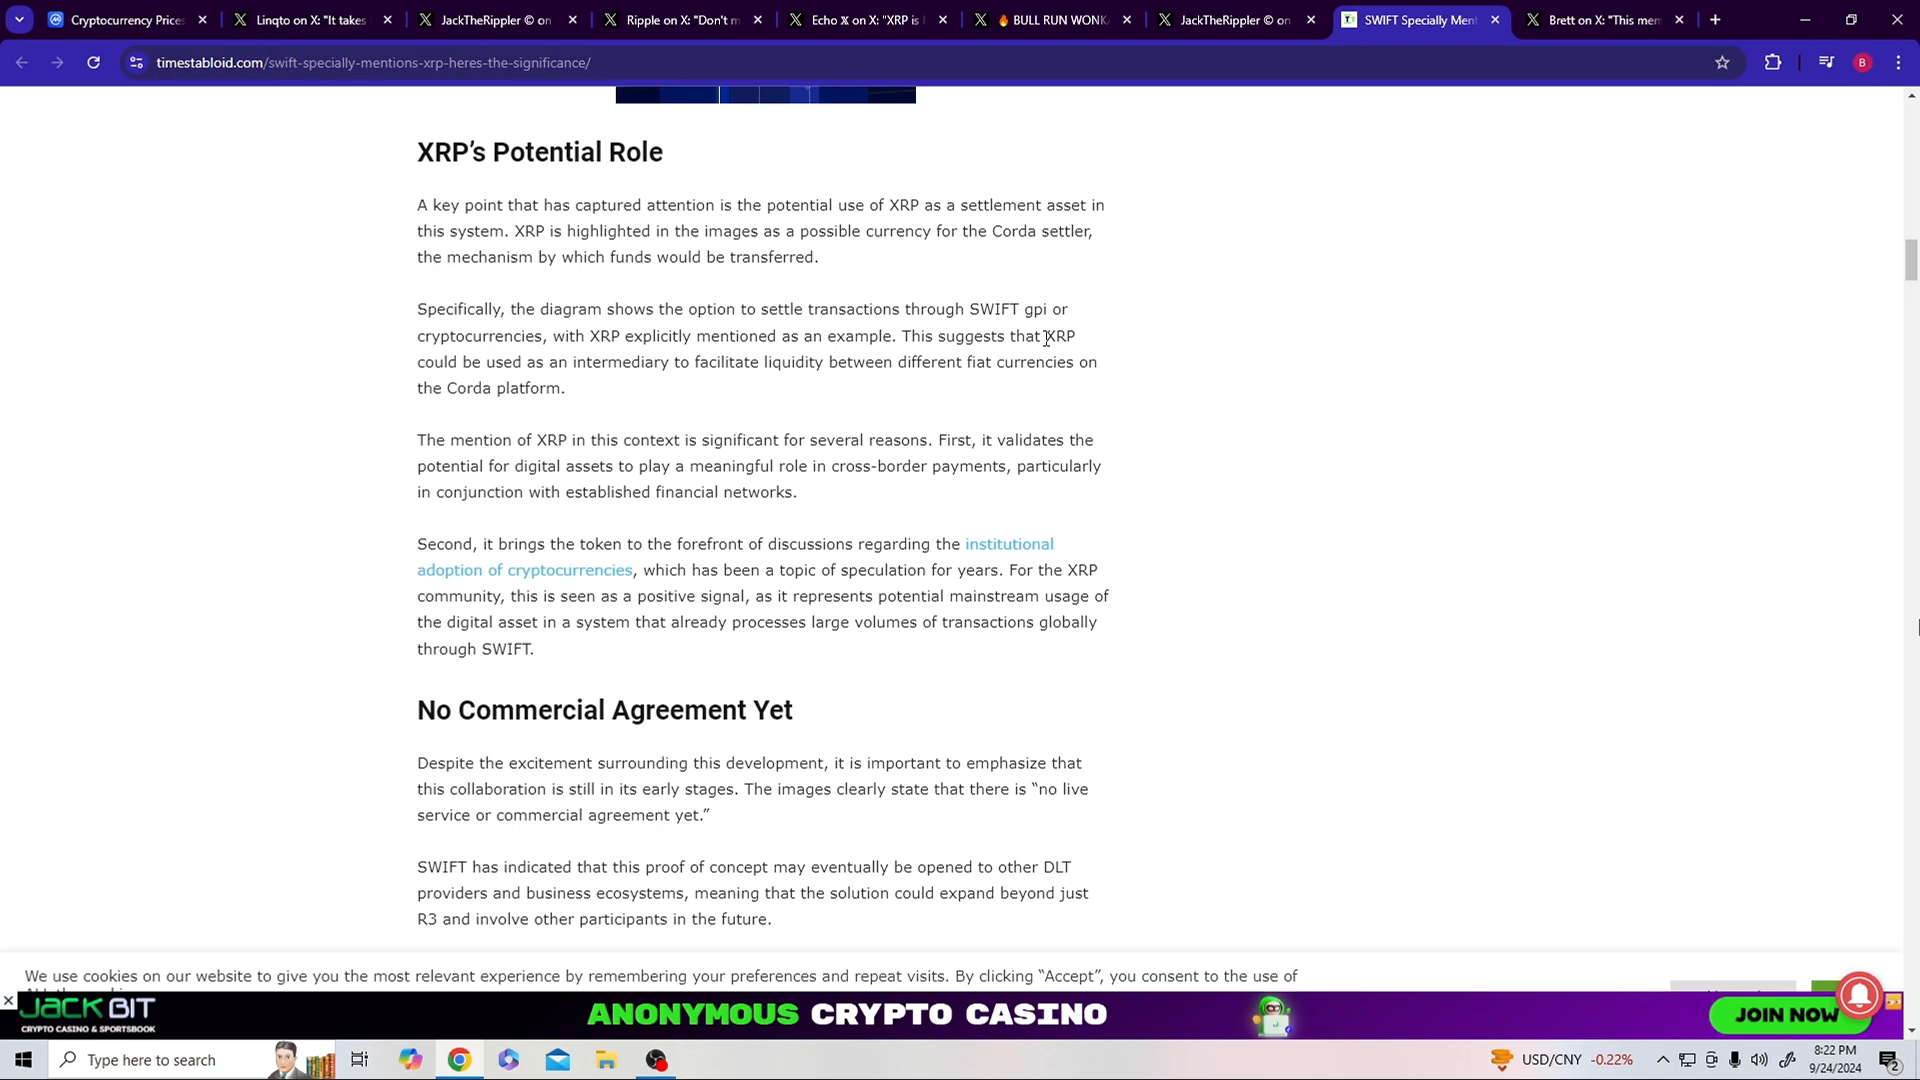 Cryptocurrency Prices
Linqto on X: "It takes
JackTheRippler © on
Ripple on X: "Don't m
Echo X on X: "XRP is
🔥 BULL RUN WONK
JackTheRippler © on
SWIFT Specially Ment
Brett on X: "This mem
timestabloid.com/swift-specially-mentions-xrp-heres-the-significance/
B
XRP’s Potential Role
A key point that has captured attention is the potential use of XRP as a settlement asset in
this system. XRP is highlighted in the images as a possible currency for the Corda settler,
the mechanism by which funds would be transferred.
Specifically, the diagram shows the option to settle transactions through SWIFT gpi or
cryptocurrencies, with XRP explicitly mentioned as an example. This suggests that XRP
could be used as an intermediary to facilitate liquidity between different fiat currencies on
the Corda platform.
The mention of XRP in this context is significant for several reasons. First, it validates the
potential for digital assets to play a meaningful role in cross-border payments, particularly
in conjunction with established financial networks.
Second, it brings the token to the forefront of discussions regarding the institutional
adoption of cryptocurrencies, which has been a topic of speculation for years. For the XRP
community, this is seen as a positive signal, as it represents potential mainstream usage of
the digital asset in a system that already processes large volumes of transactions globally
through SWIFT.
No Commercial Agreement Yet
Despite the excitement surrounding this development, it is important to emphasize that
this collaboration is still in its early stages. The images clearly state that there is “no live
service or commercial agreement yet.”
SWIFT has indicated that this proof of concept may eventually be opened to other DLT
providers and business ecosystems, meaning that the solution could expand beyond just
R3 and involve other participants in the future.
We use cookies on our website to give you the most relevant experience by remembering your preferences and repeat visits. By clicking “Accept”, you consent to the use of
JACKBIT
CRYPTO CASINO & SPORTSBOOK
ANONYMOUS CRYPTO CASINO
JOIN NOW
Type here to search
USD/CNY -0.22%
8:22 PM
9/24/2024
2